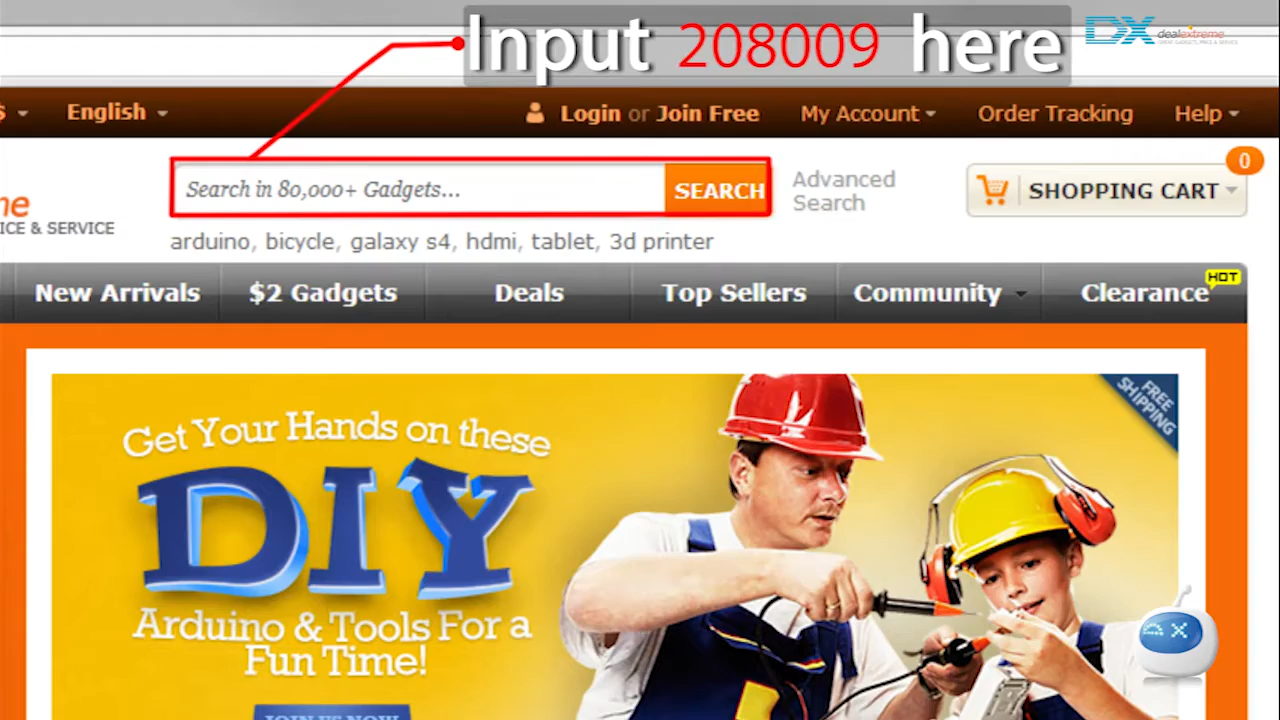 Input 208009 here
DX dealextreme
$ English Login or Join Free My Account Order Tracking Help
0
Search in 80,000+ Gadgets... SEARCH
Advanced
Search
SHOPPING CART
me
ICE & SERVICE
arduino, bicycle, galaxy s4, hdmi, tablet, 3d printer
HOT
New Arrivals $2 Gadgets Deals Top Sellers Community Clearance
FREE
SHIPPING
Get Your Hands on these
DIY
Arduino & Tools For a
Fun Time!
JOIN US NOW